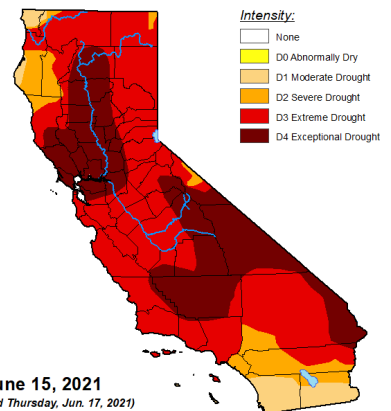 Intensity:
None
D0 Abnormally Dry
D1 Moderate Drought
D2 Severe Drought
D3 Extreme Drought
D4 Exceptional Drought
une 15, 2021
d Thursday, Jun. 17, 2021)